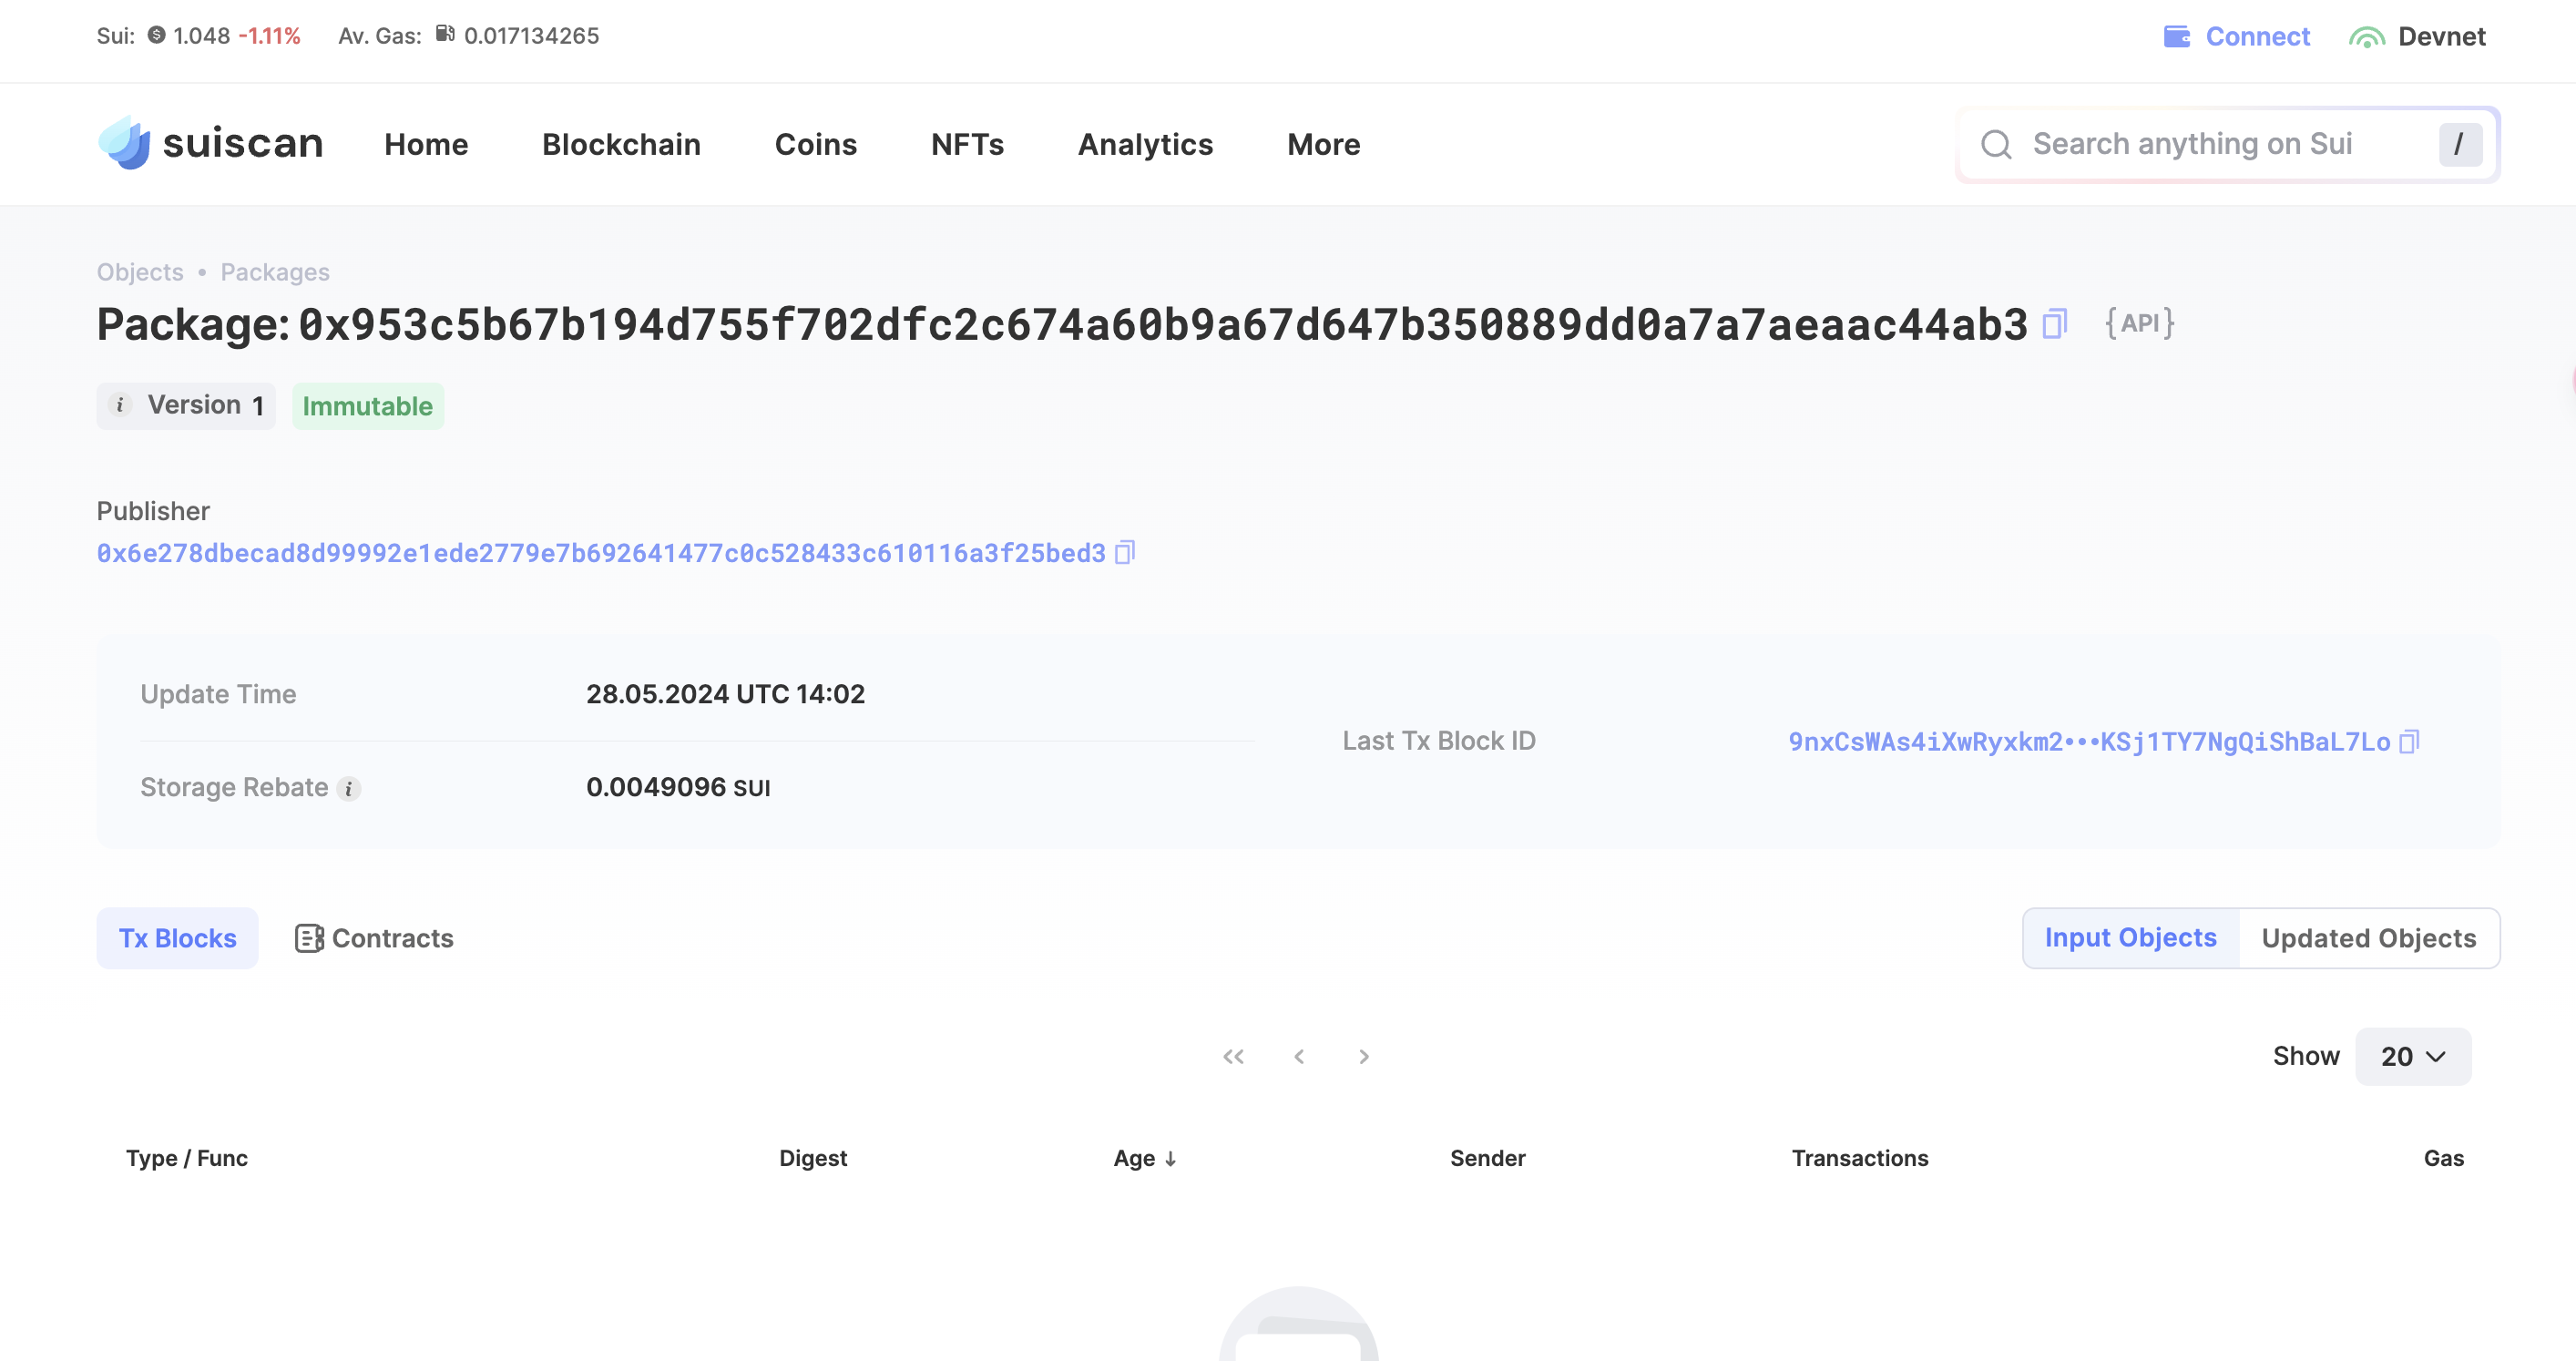 Sui: 1.048 -1.11% Av. Gas: 0.017134265 Connect Devnet
suiscan Home Blockchain Coins NFTs Analytics More Search anything on Sui /
Objects • Packages
Package: 0x953c5b67b194d755f702dfc2c674a60b9a67d647b350889dd0a7a7aeaac44ab3 {API}
i Version 1 Immutable
Publisher
0x6e278dbecad8d99992e1ede2779e7b692641477c0c528433c610116a3f25bed3
Update Time 28.05.2024 UTC 14:02
Last Tx Block ID 9nxCsWAs4iXwRyxkm2•••KSj1TY7NgQiShBaL7Lo
Storage Rebate i 0.0049096 SUI
Tx Blocks Contracts Input Objects Updated Objects
Show 20
Type / Func Digest Age ↓ Sender Transactions Gas